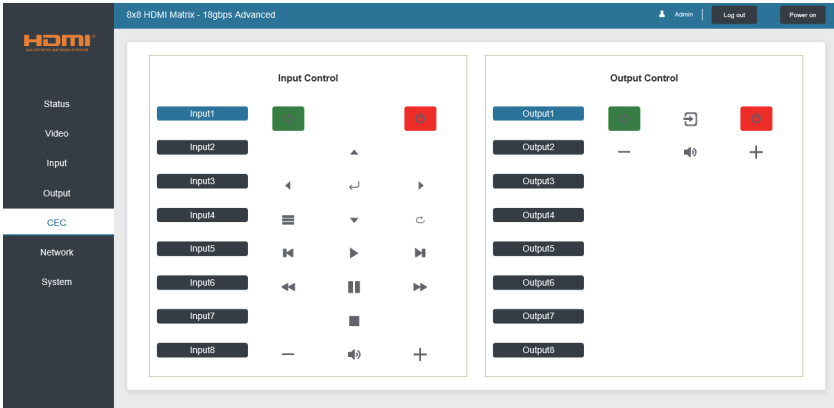 8x8 HDMI Matrix - 18gbps Advanced
Admin
Log out
Power on
HDMI
Status
Video
Input
Output
CEC
Network
System
Input Control
Input1
Input2
Input3
Input4
Input5
Input6
Input7
Input8
Output Control
Output1
Output2
Output3
Output4
Output5
Output6
Output7
Output8